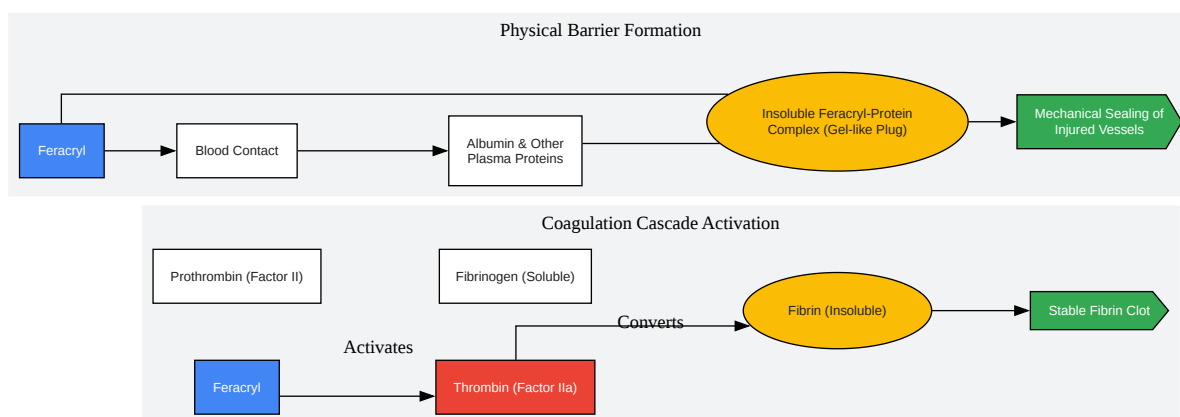 Physical Barrier Formation
Feracryl
Blood Contact
Albumin & Other
Plasma Proteins
Insoluble Feracryl-Protein
Complex (Gel-like Plug)
Mechanical Sealing of
Injured Vessels
Coagulation Cascade Activation
Prothrombin (Factor II)
Fibrinogen (Soluble)
Fibrin (Insoluble)
Stable Fibrin Clot
Converts
Activates
Feracryl
Thrombin (Factor IIa)